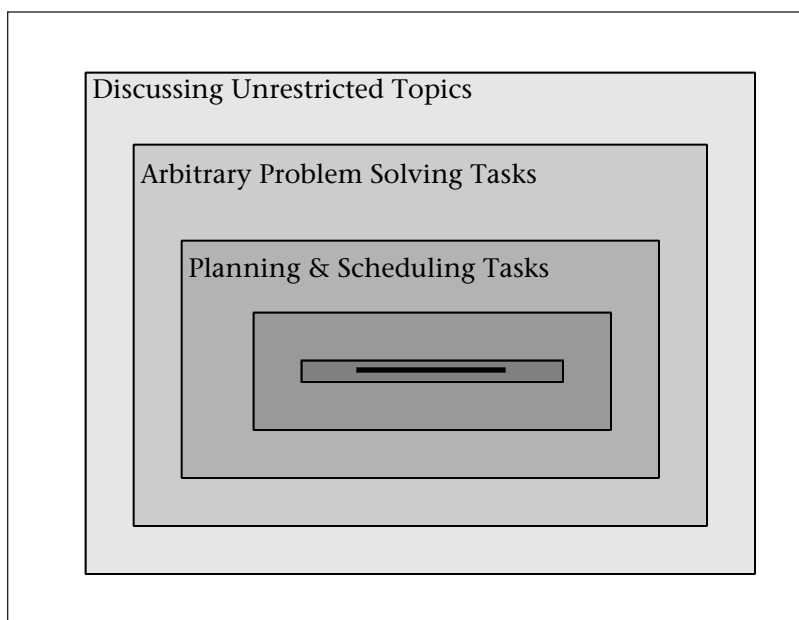 Discussing Unrestricted Topics
Arbitrary Problem Solving Tasks
Planning & Scheduling Tasks